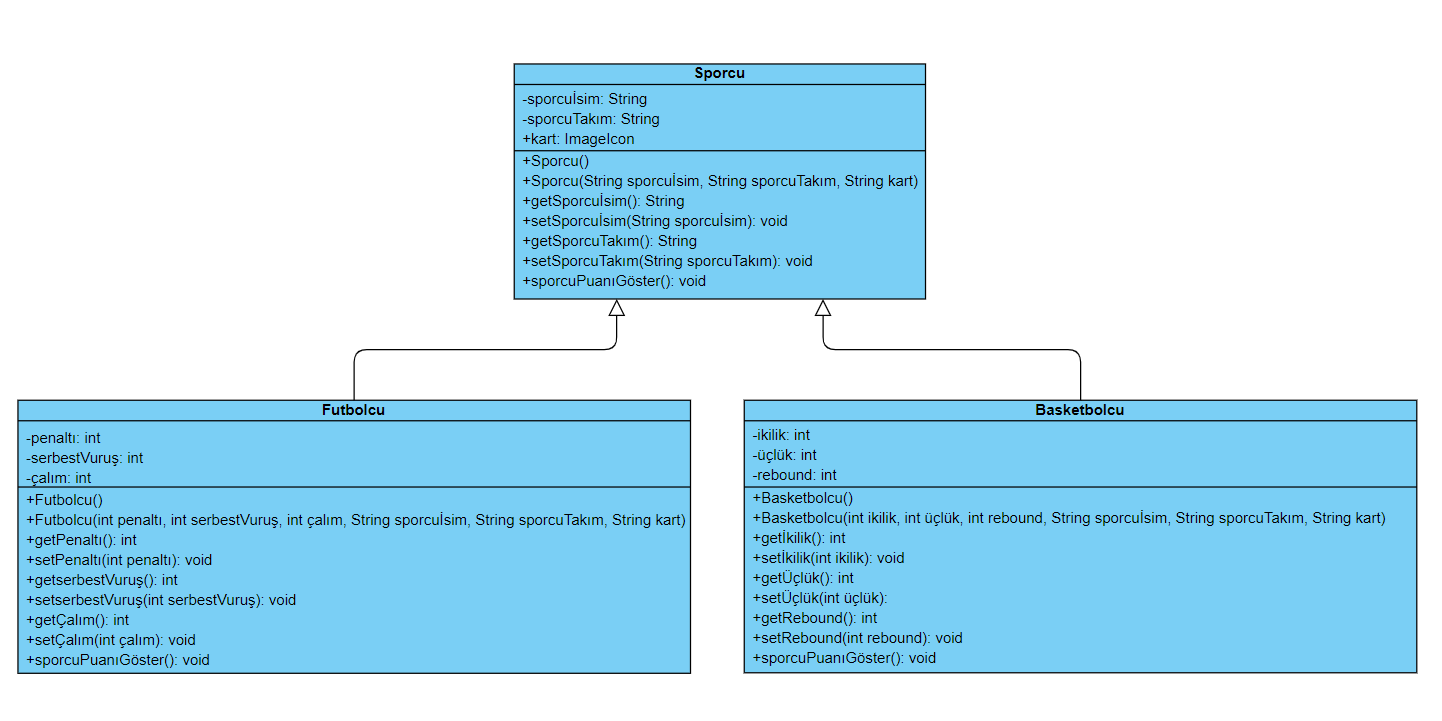 Sporcu
-sporcuİsim: String
-sporcuTakım: String
+kart: ImageIcon
+Sporcu()
+Sporcu(String sporcuİsim, String sporcuTakım, String kart)
+getSporcuİsim(): String
+setSporcuİsim(String sporcuİsim): void
+getSporcuTakım(): String
+setSporcuTakım(String sporcuTakım): void
+sporcuPuanıGöster(): void
Futbolcu
-penaltı: int
-serbestVuruş: int
-çalım: int
+Futbolcu()
+Futbolcu(int penaltı, int serbestVuruş, int çalım, String sporcuİsim, String sporcuTakım, String kart)
+getPenaltı(): int
+setPenaltı(int penaltı): void
+getserbestVuruş(): int
+setserbestVuruş(int serbestVuruş): void
+getÇalım(): int
+setÇalım(int çalım): void
+sporcuPuanıGöster(): void
Basketbolcu
-ikilik: int
-üçlük: int
-rebound: int
+Basketbolcu()
+Basketbolcu(int ikilik, int üçlük, int rebound, String sporcuİsim, String sporcuTakım, String kart)
+getİkilik(): int
+setİkilik(int ikilik): void
+getÜçlük(): int
+setÜçlük(int üçlük):
+getRebound(): int
+setRebound(int rebound): void
+sporcuPuanıGöster(): void